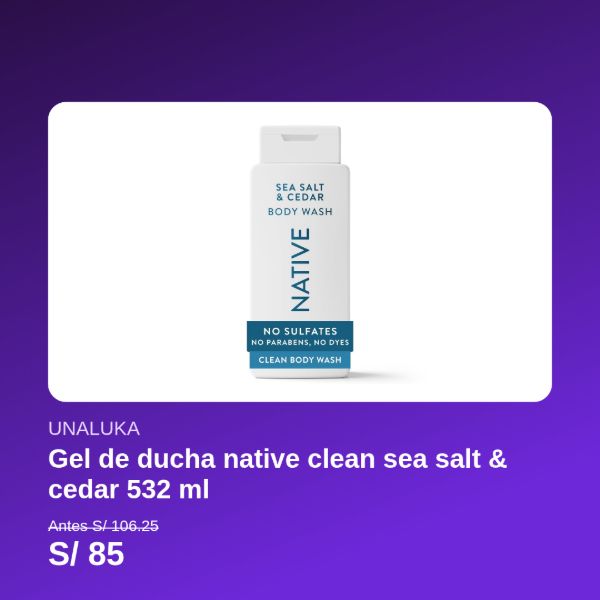 SEA SALT
& CEDAR
BODY WASH
NATIVE
NO SULFATES
NO PARABENS, NO DYES
CLEAN BODY WASH
UNALUKA
Gel de ducha native clean sea salt &
cedar 532 ml
Antes S/ 106.25
S/ 85